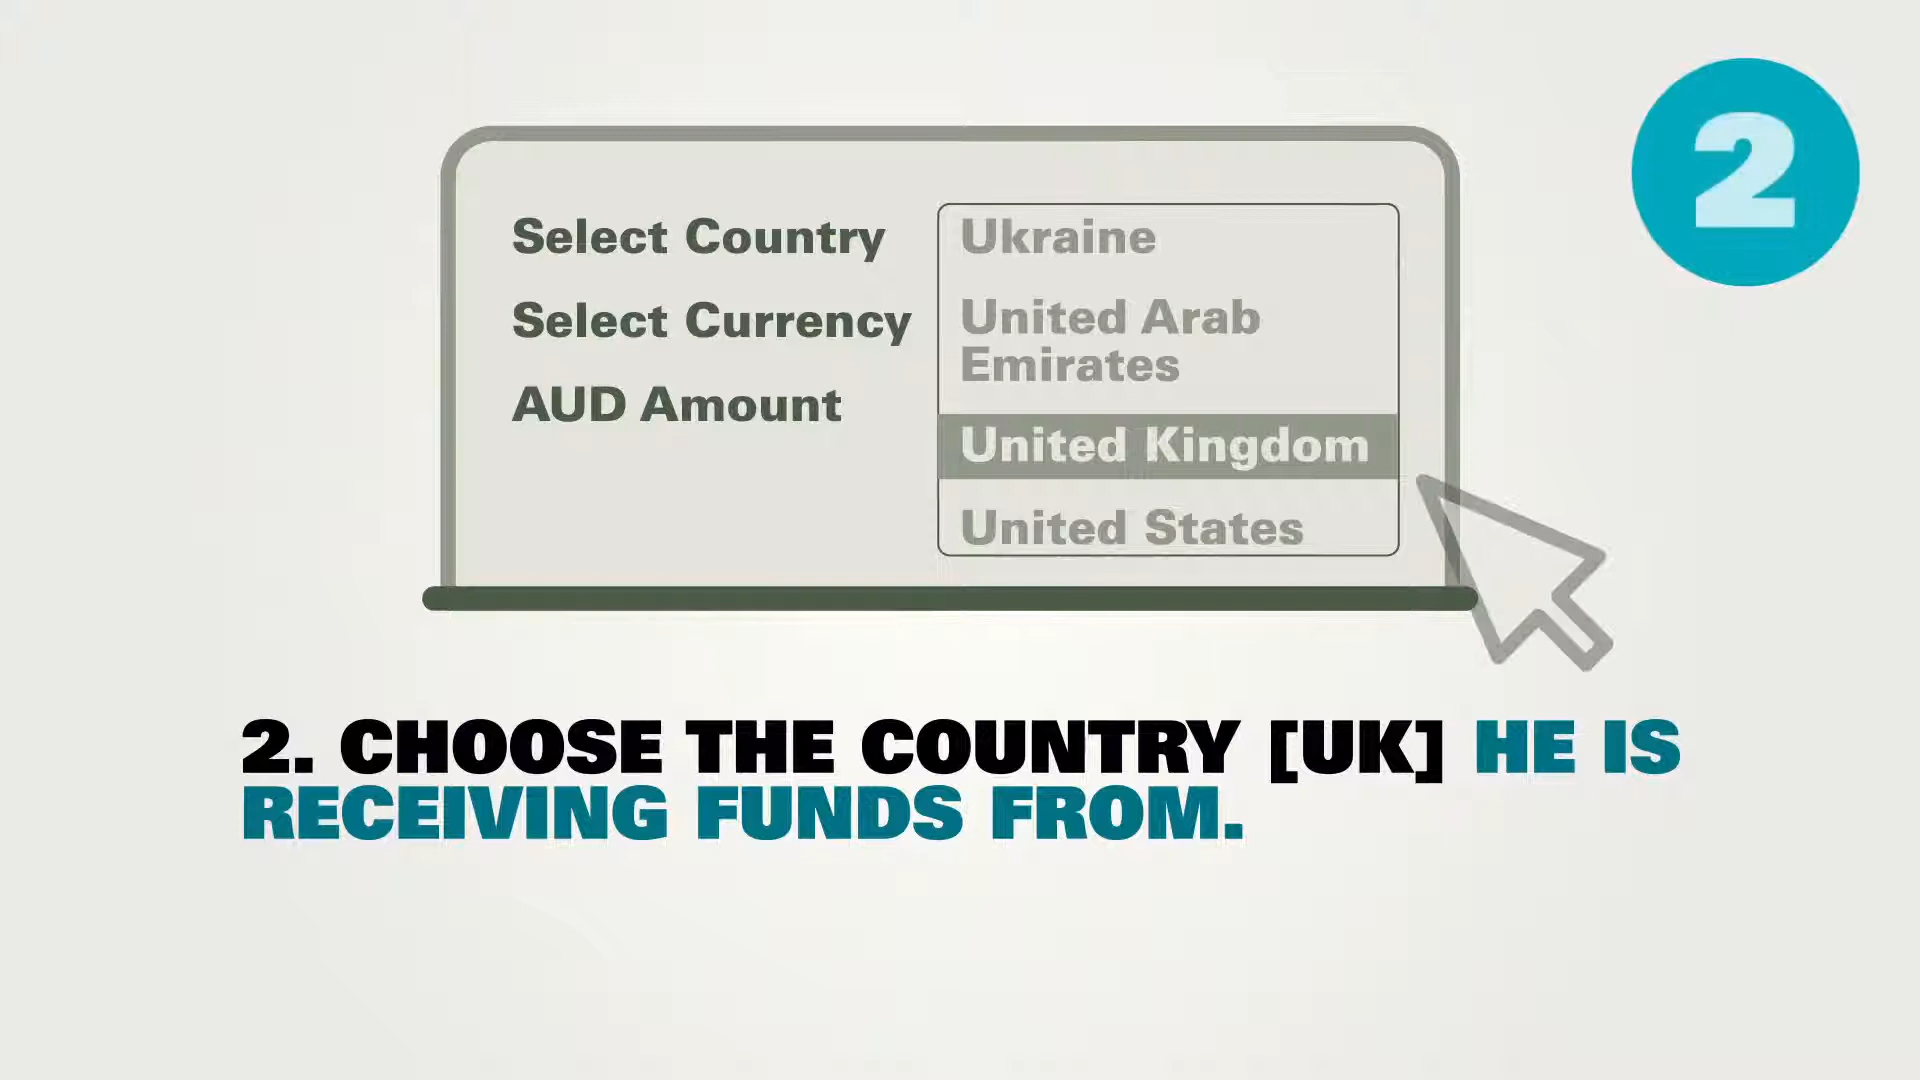 2
Select Country
Select Currency
AUD Amount
Ukraine
United Arab
Emirates
United Kingdom
United States
2. CHOOSE THE COUNTRY [UK] HE IS
RECEIVING FUNDS FROM.